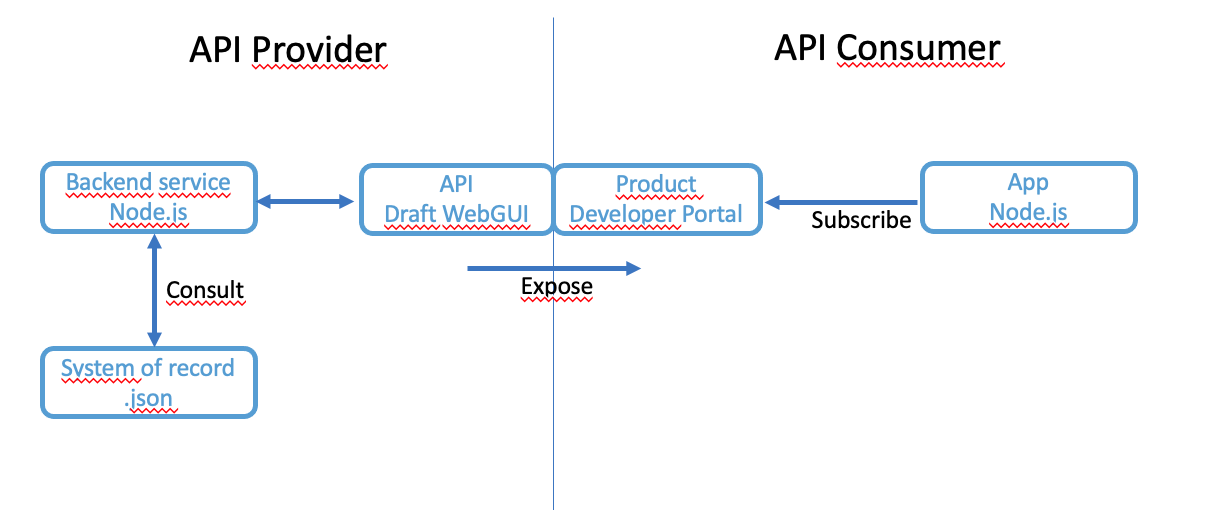 API Provider
API Consumer
Backend service
Node.js
API
Draft WebGUI
Product
Developer Portal
App
Node.js
Subscribe
Expose
Consult
System of record
.json